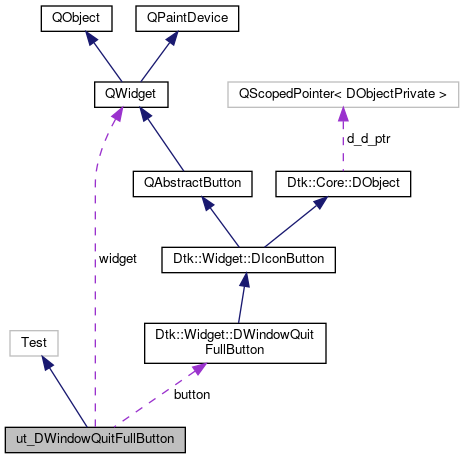 QObject
QPaintDevice
QWidget
QScopedPointer< DObjectPrivate >
d_d_ptr
QAbstractButton
Dtk::Core::DObject
widget
Dtk::Widget::DIconButton
Dtk::Widget::DWindowQuit
FullButton
Test
button
ut_DWindowQuitFullButton